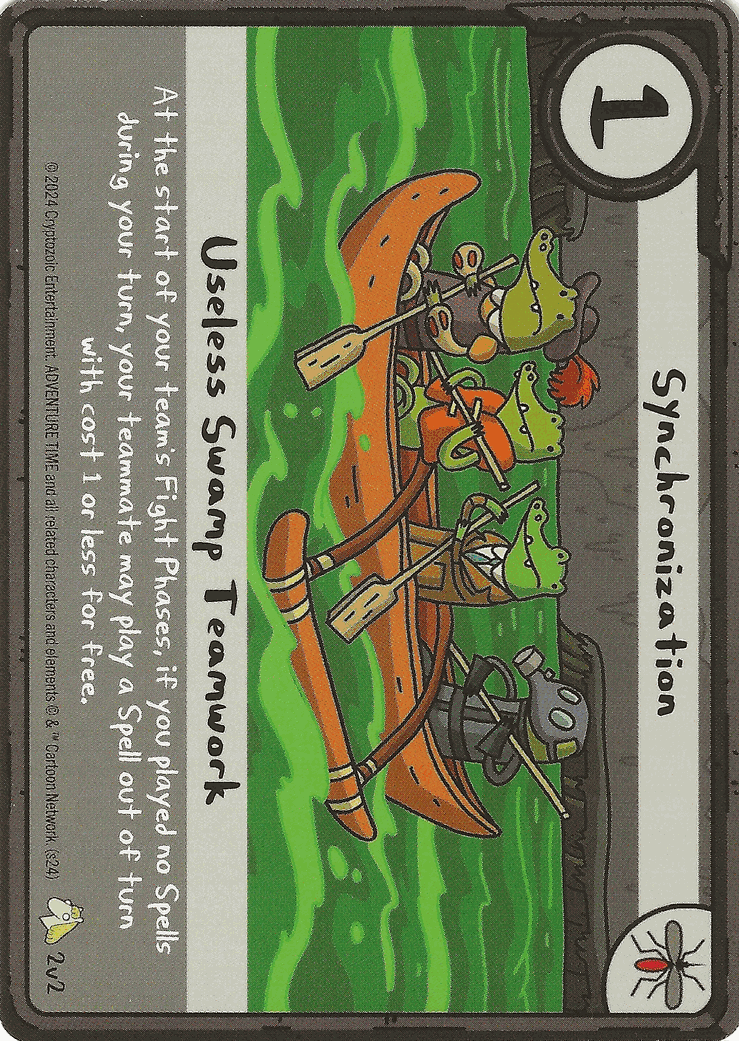 1
Synchronization
Useless Swamp Teamwork
At the start of your team's Fight Phases, if you played no Spells
during your turn, your teammate may play a Spell out of turn
with cost 1 or less for free.
© 2024 Cryptozoic Entertainment. ADVENTURE TIME and all related characters and elements © & ™ Cartoon Network. (s24)
2v2